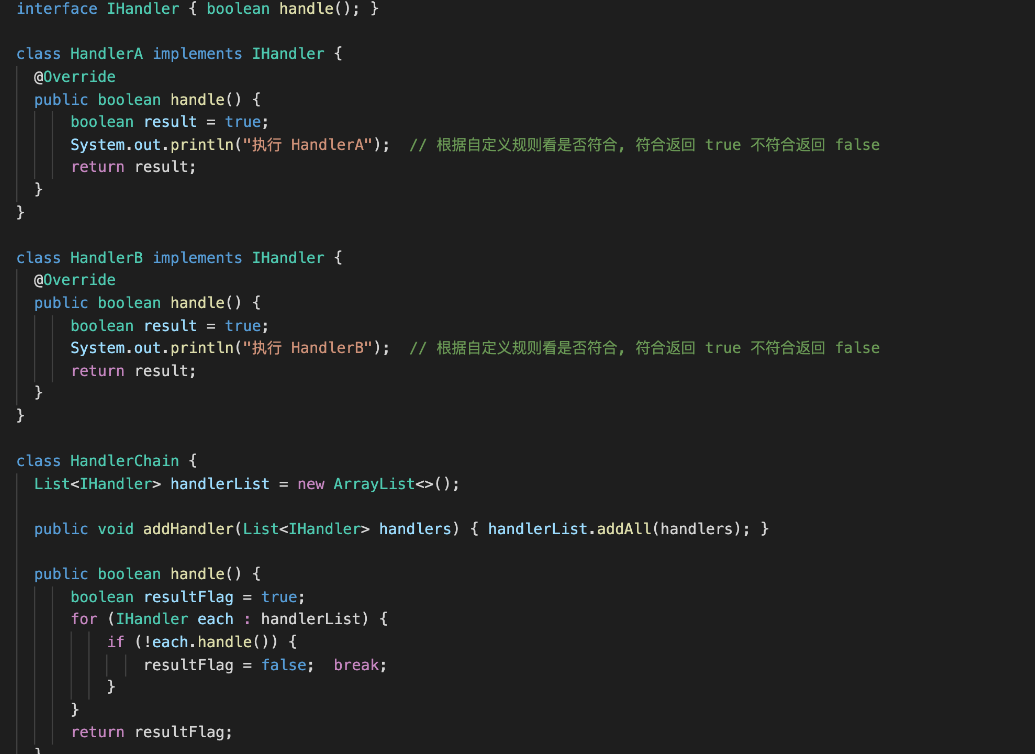 interface IHandler { boolean handle(); }
class HandlerA implements IHandler {
@Override
public boolean handle() {
boolean result = true;
System.out.println("执行 HandlerA"); // 根据自定义规则看是否符合, 符合返回 true 不符合返回 false
return result;
}
}
class HandlerB implements IHandler {
@Override
public boolean handle() {
boolean result = true;
System.out.println("执行 HandlerB"); // 根据自定义规则看是否符合, 符合返回 true 不符合返回 false
return result;
}
}
class HandlerChain {
List<IHandler> handlerList = new ArrayList<>();
public void addHandler(List<IHandler> handlers) { handlerList.addAll(handlers); }
public boolean handle() {
boolean resultFlag = true;
for (IHandler each : handlerList) {
if (!each.handle()) {
resultFlag = false; break;
}
}
return resultFlag;
}